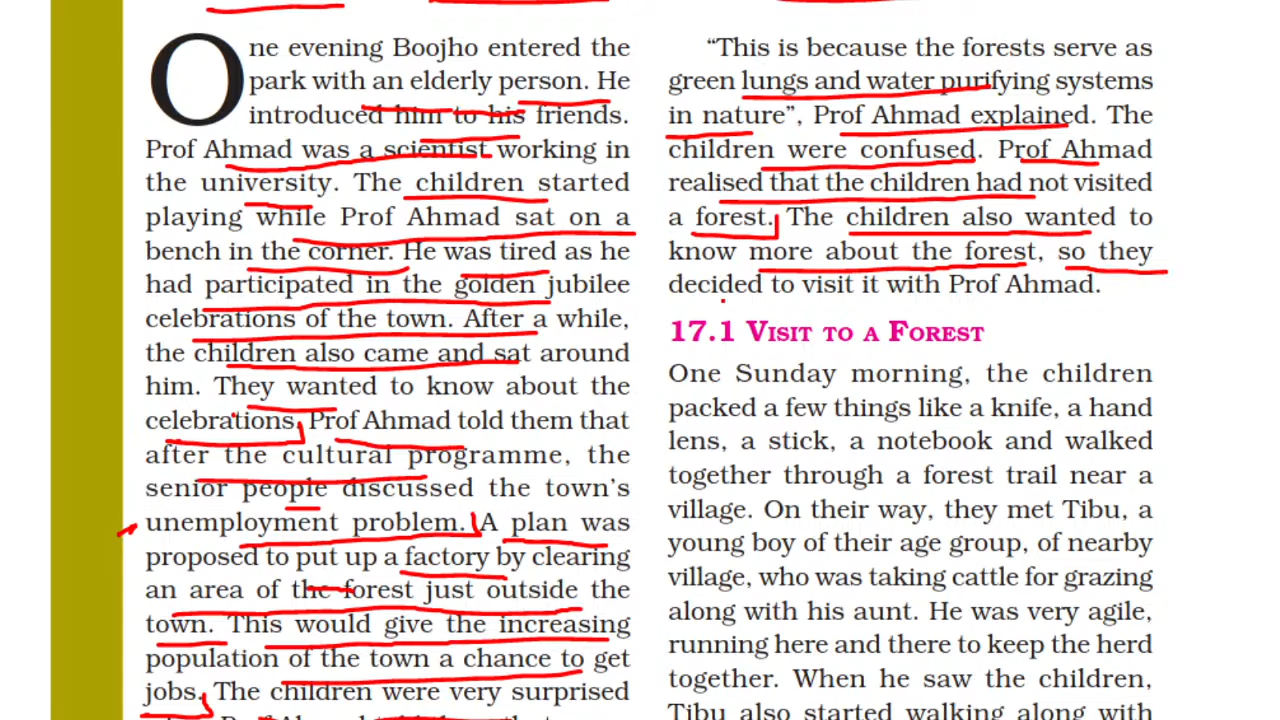 One evening Boojho entered the
park with an elderly person. He
introduced him to his friends.
Prof Ahmad was a scientist working in
the university. The children started
playing while Prof Ahmad sat on a
bench in the corner. He was tired as he
had participated in the golden jubilee
celebrations of the town. After a while,
the children also came and sat around
him. They wanted to know about the
celebrations. Prof Ahmad told them that
after the cultural programme, the
senior people discussed the town's
unemployment problem. A plan was
proposed to put up a factory by clearing
an area of the forest just outside the
town. This would give the increasing
population of the town a chance to get
jobs. The children were very surprised
“This is because the forests serve as
green lungs and water purifying systems
in nature”, Prof Ahmad explained. The
children were confused. Prof Ahmad
realised that the children had not visited
a forest. The children also wanted to
know more about the forest, so they
decided to visit it with Prof Ahmad.
17.1 VISIT TO A FOREST
One Sunday morning, the children
packed a few things like a knife, a hand
lens, a stick, a notebook and walked
together through a forest trail near a
village. On their way, they met Tibu, a
young boy of their age group, of nearby
village, who was taking cattle for grazing
along with his aunt. He was very agile,
running here and there to keep the herd
together. When he saw the children,
Tibu also started walking along with